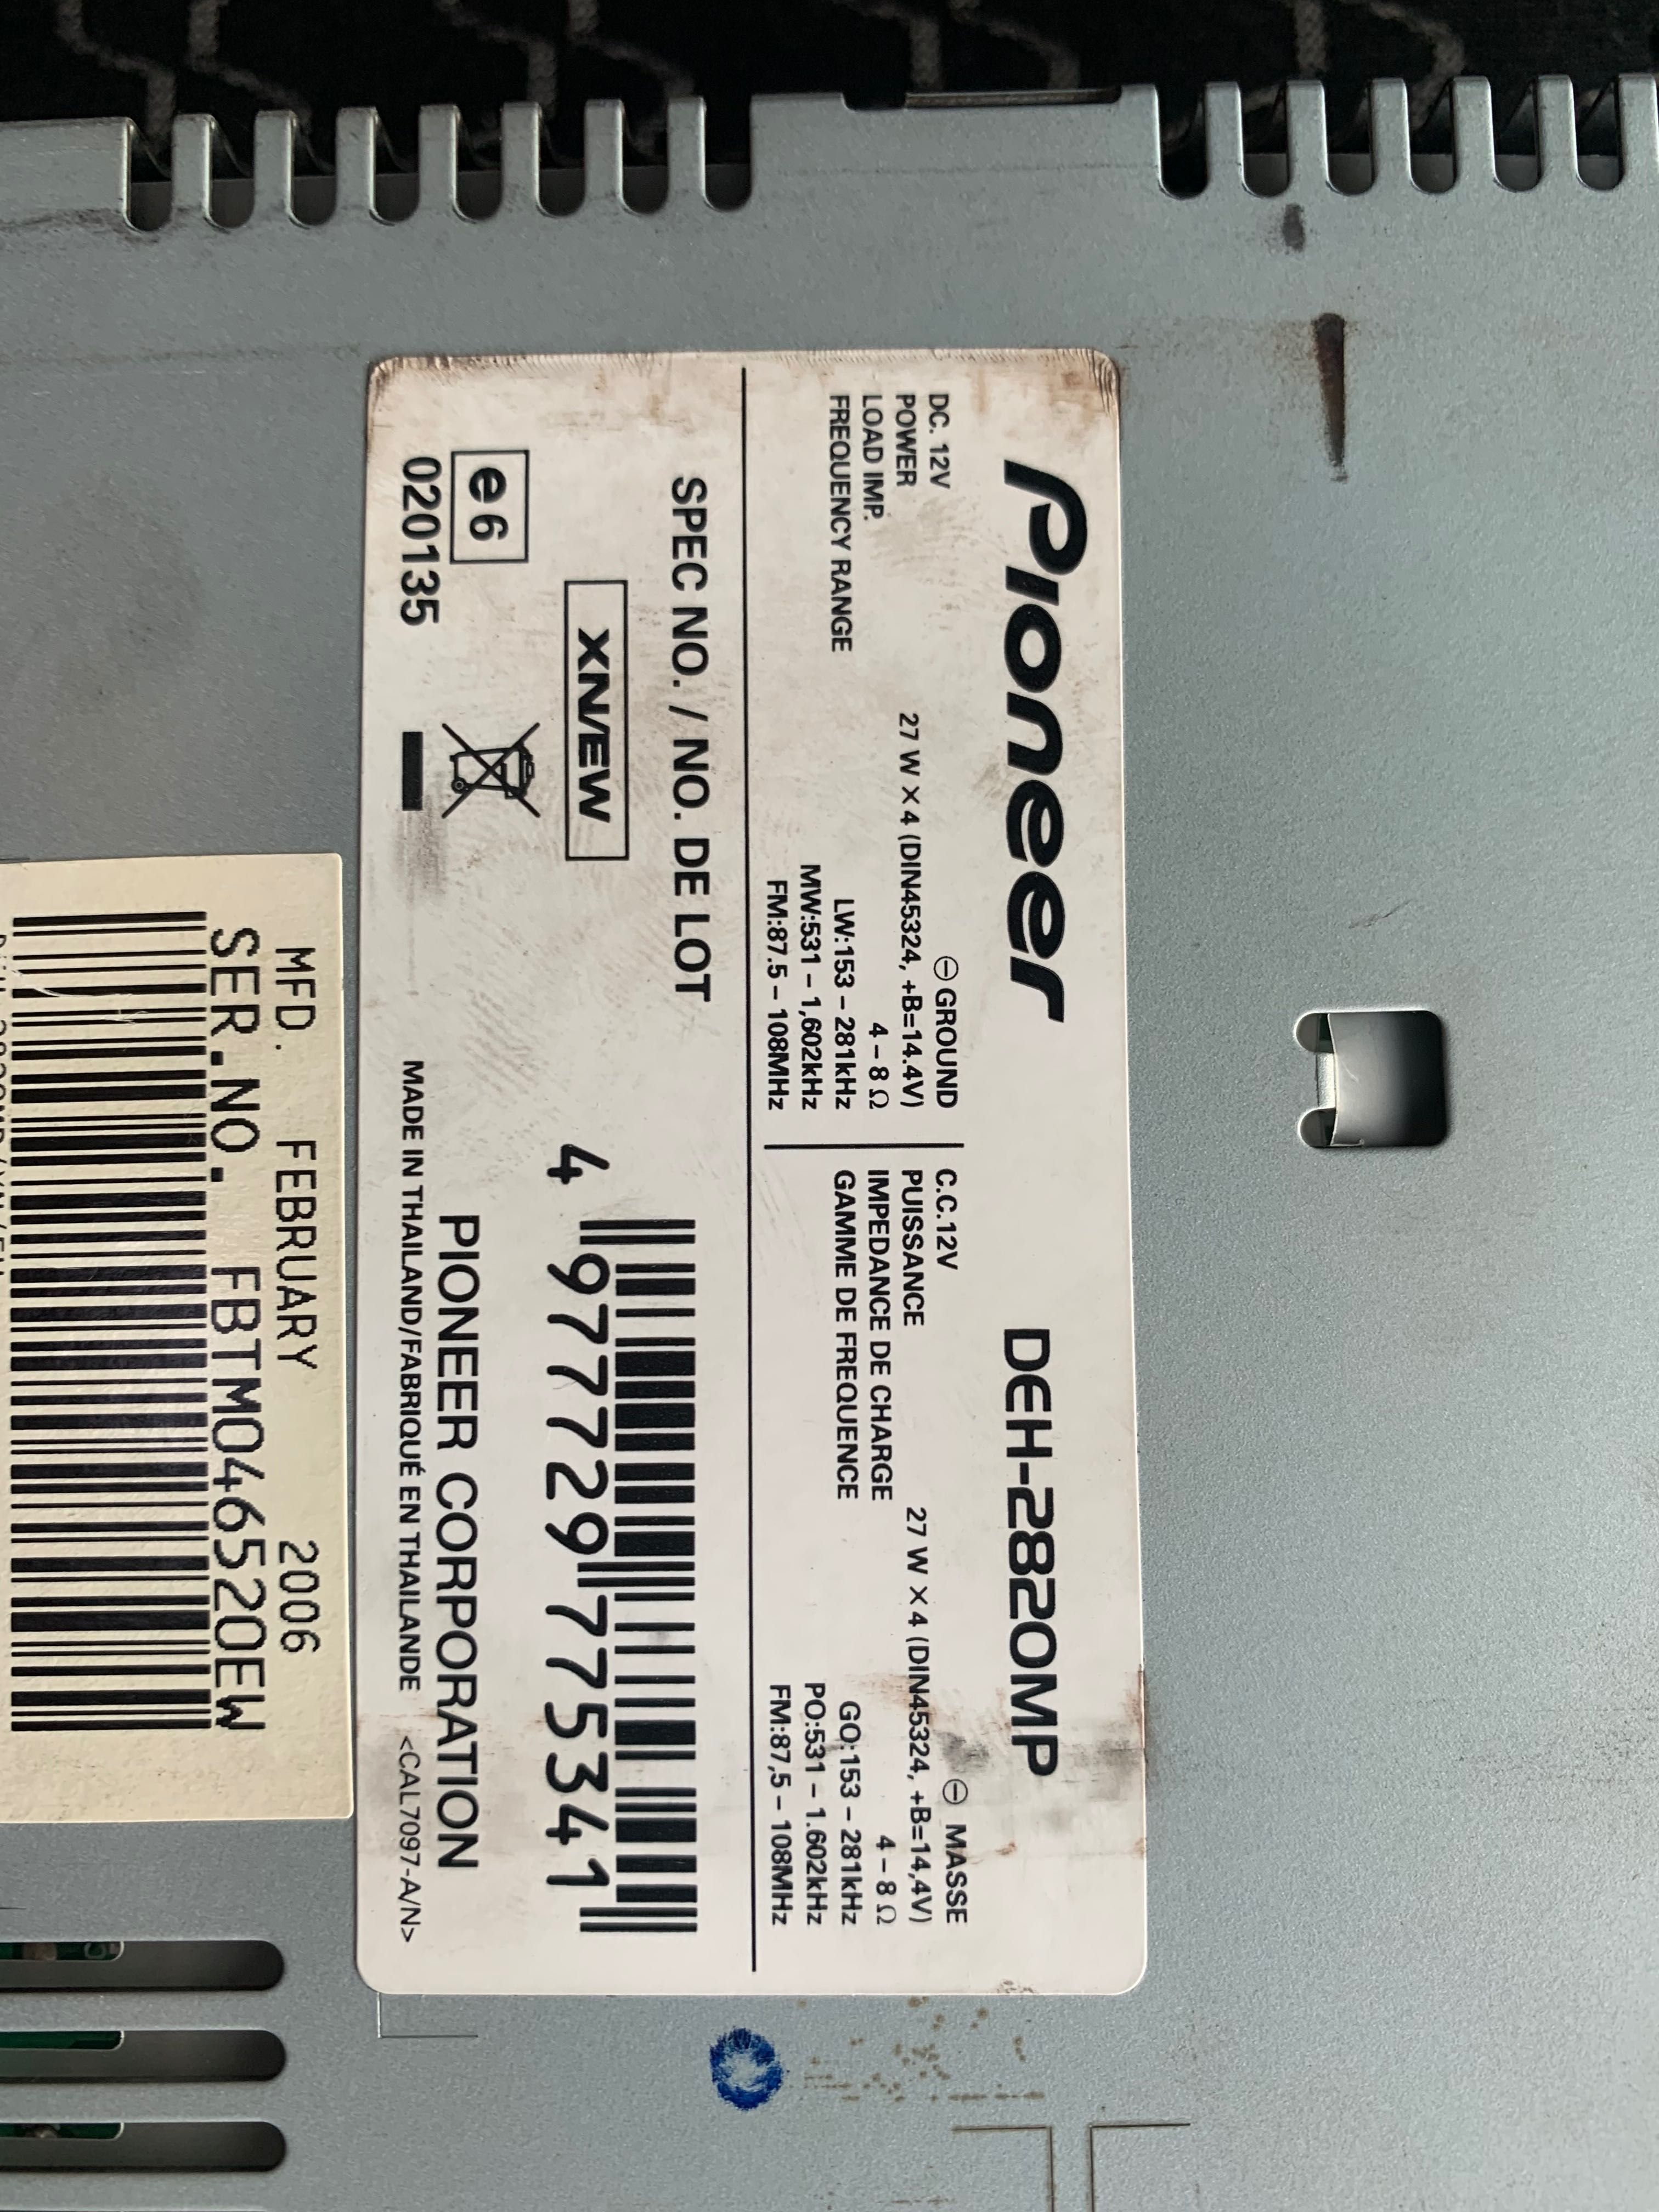 Pioneer DEH-2820MP
DC. 12V ⊖ GROUND
POWER 27 W × 4 (DIN45324, +B=14.4V)
LOAD IMP. 4 – 8 Ω
FREQUENCY RANGE LW:153 – 281kHz
MW:531 – 1,602kHz
FM:87.5 – 108MHz
C.C.12V ⊖ MASSE
PUISSANCE 27 W × 4 (DIN45324, +B=14,4V)
IMPEDANCE DE CHARGE 4 – 8 Ω
GAMME DE FREQUENCE GO:153 – 281kHz
PO:531 – 1.602kHz
FM:87,5 – 108MHz
SPEC NO. / NO. DE LOT
XN/EW
4 977729 775341
e6
020135
PIONEER CORPORATION
MADE IN THAILAND/FABRIQUÉ EN THAILANDE <CAL7097-A/N>
MFD. FEBRUARY 2006
SER.NO. FBTM046520EW